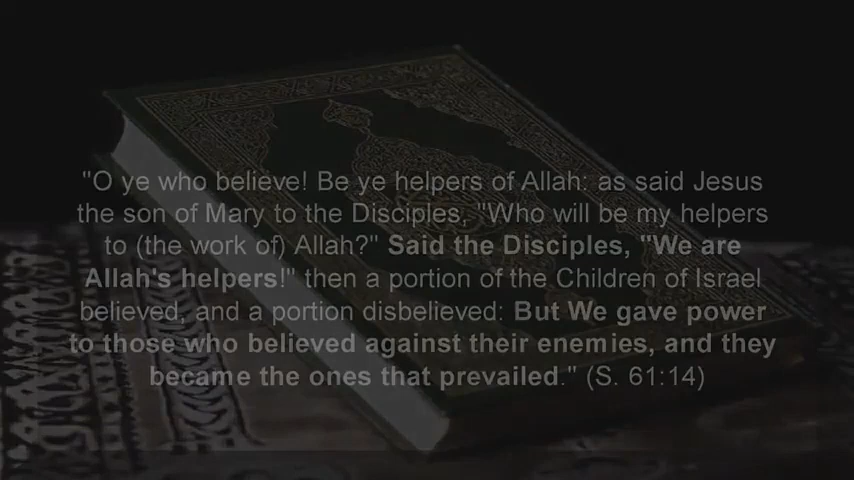 "O ye who believe! Be ye helpers of Allah: as said Jesus
the son of Mary to the Disciples, "Who will be my helpers
to (the work of) Allah?" Said the Disciples, "We are
Allah's helpers!" then a portion of the Children of Israel
believed, and a portion disbelieved: But We gave power
to those who believed against their enemies, and they
became the ones that prevailed." (S. 61:14)